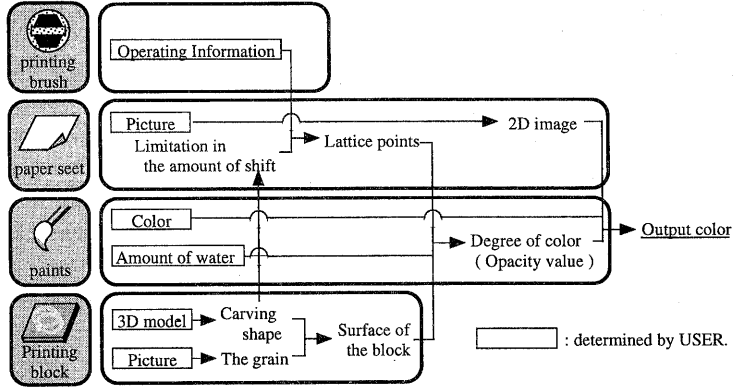 printing
brush
Operating Information
paper seet
Picture
2D image
Limitation in
the amount of shift
Lattice points
paints
Color
Amount of water
Degree of color
( Opacity value )
Output color
Printing
block
3D model
Carving
shape
Picture
The grain
Surface of
the block
: determined by USER.